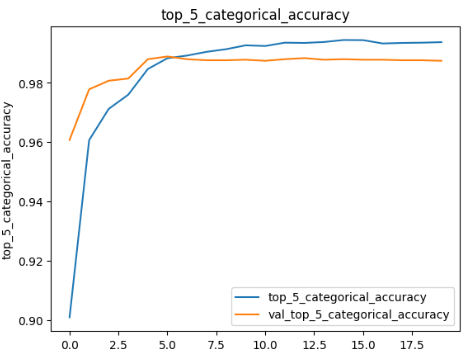 top_5_categorical_accuracy
top_5_categorical_accuracy
0.98
0.96
0.94
0.92
0.90
top_5_categorical_accuracy
val_top_5_categorical_accuracy
0.0 2.5 5.0 7.5 10.0 12.5 15.0 17.5